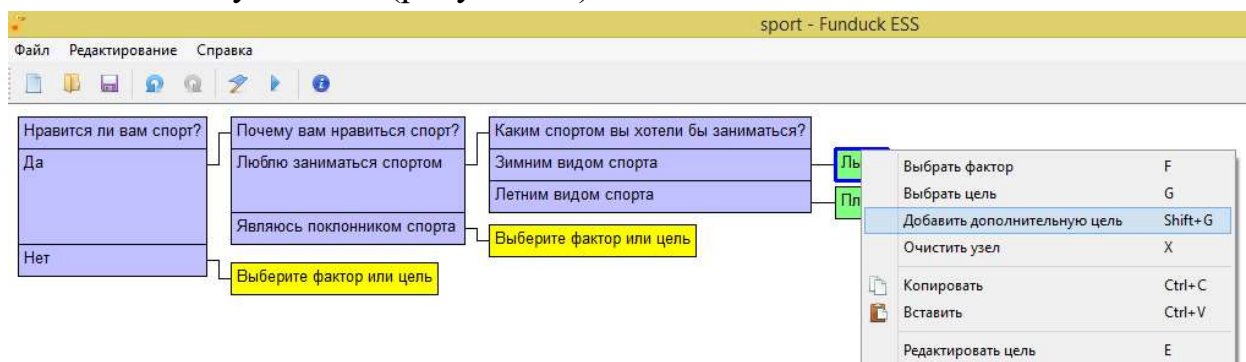 sport - Funduck ESS
Файл Редактирование Справка
Нравится ли вам спорт?
Да
Нет
Почему вам нравиться спорт?
Люблю заниматься спортом
Являюсь поклонником спорта
Выберите фактор или цель
Каким спортом вы хотели бы заниматься?
Зимним видом спорта
Летним видом спорта
Выберите фактор или цель
Лы
Пл
Выбрать фактор F
Выбрать цель G
Добавить дополнительную цель Shift+G
Очистить узел X
Копировать Ctrl+C
Вставить Ctrl+V
Редактировать цель E